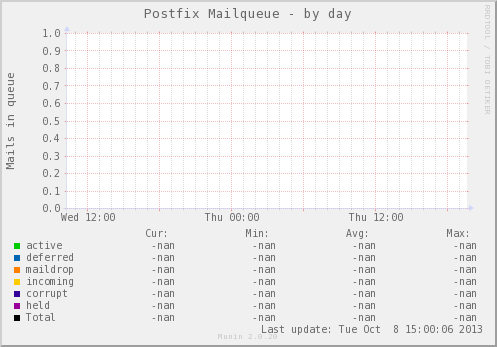 Postfix Mailqueue - by day
RRDTOOL / TOBI OETIKER
Mails in queue
1.0
0.9
0.8
0.7
0.6
0.5
0.4
0.3
0.2
0.1
0.0
Wed 12:00 Thu 00:00 Thu 12:00
Cur: Min: Avg: Max:
active -nan -nan -nan -nan
deferred -nan -nan -nan -nan
maildrop -nan -nan -nan -nan
incoming -nan -nan -nan -nan
corrupt -nan -nan -nan -nan
held -nan -nan -nan -nan
Total -nan -nan -nan -nan
Last update: Tue Oct 8 15:00:06 2013
Munin 2.0.20